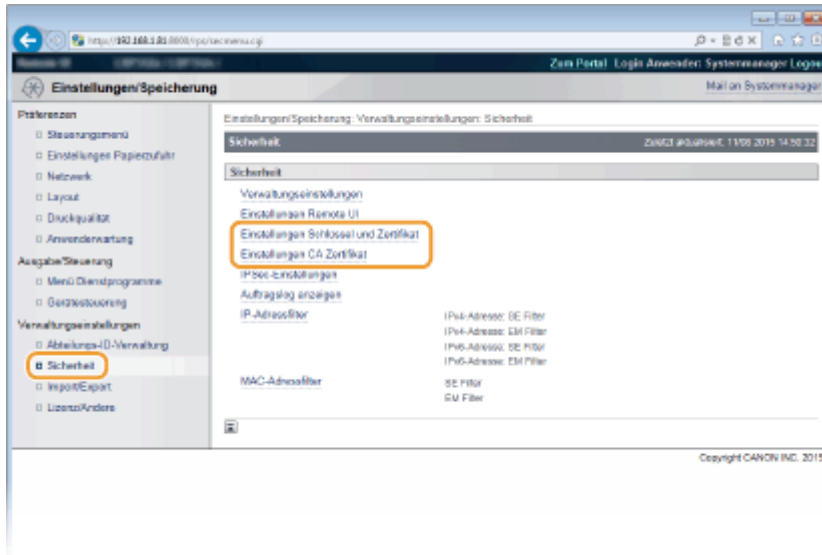 Zum Portal Login Anwender: Systemmanager Logou
Einstellungen/Speicherung
Mail an Systemmanager
Präferenzen
Steuerungsmenü
Einstellungen Papierzufuhr
Netzwerk
Layout
Druckqualität
Anwenderwartung
Ausgabe/Steuerung
Menü Dienstprogramme
Gerätesteuerung
Verwaltungseinstellungen
Abteilungs-ID-Verwaltung
Sicherheit
Import/Export
Lizenz/Andere
Einstellungen/Speicherung: Verwaltungseinstellungen: Sicherheit
Sicherheit
Zuletzt aktualisiert: 2015 14:50:32
Sicherheit
Verwaltungseinstellungen
Einstellungen Remote UI
Einstellungen Schlüssel und Zertifikat
Einstellungen CA Zertifikat
IPSec-Einstellungen
Auftragslog anzeigen
IP-Adressfilter
IPv4-Adresse: SE Filter
IPv4-Adresse: EM Filter
IPv6-Adresse: SE Filter
IPv6-Adresse: EM Filter
MAC-Adressfilter
SE Filter
EM Filter
Copyright CANON INC. 2015